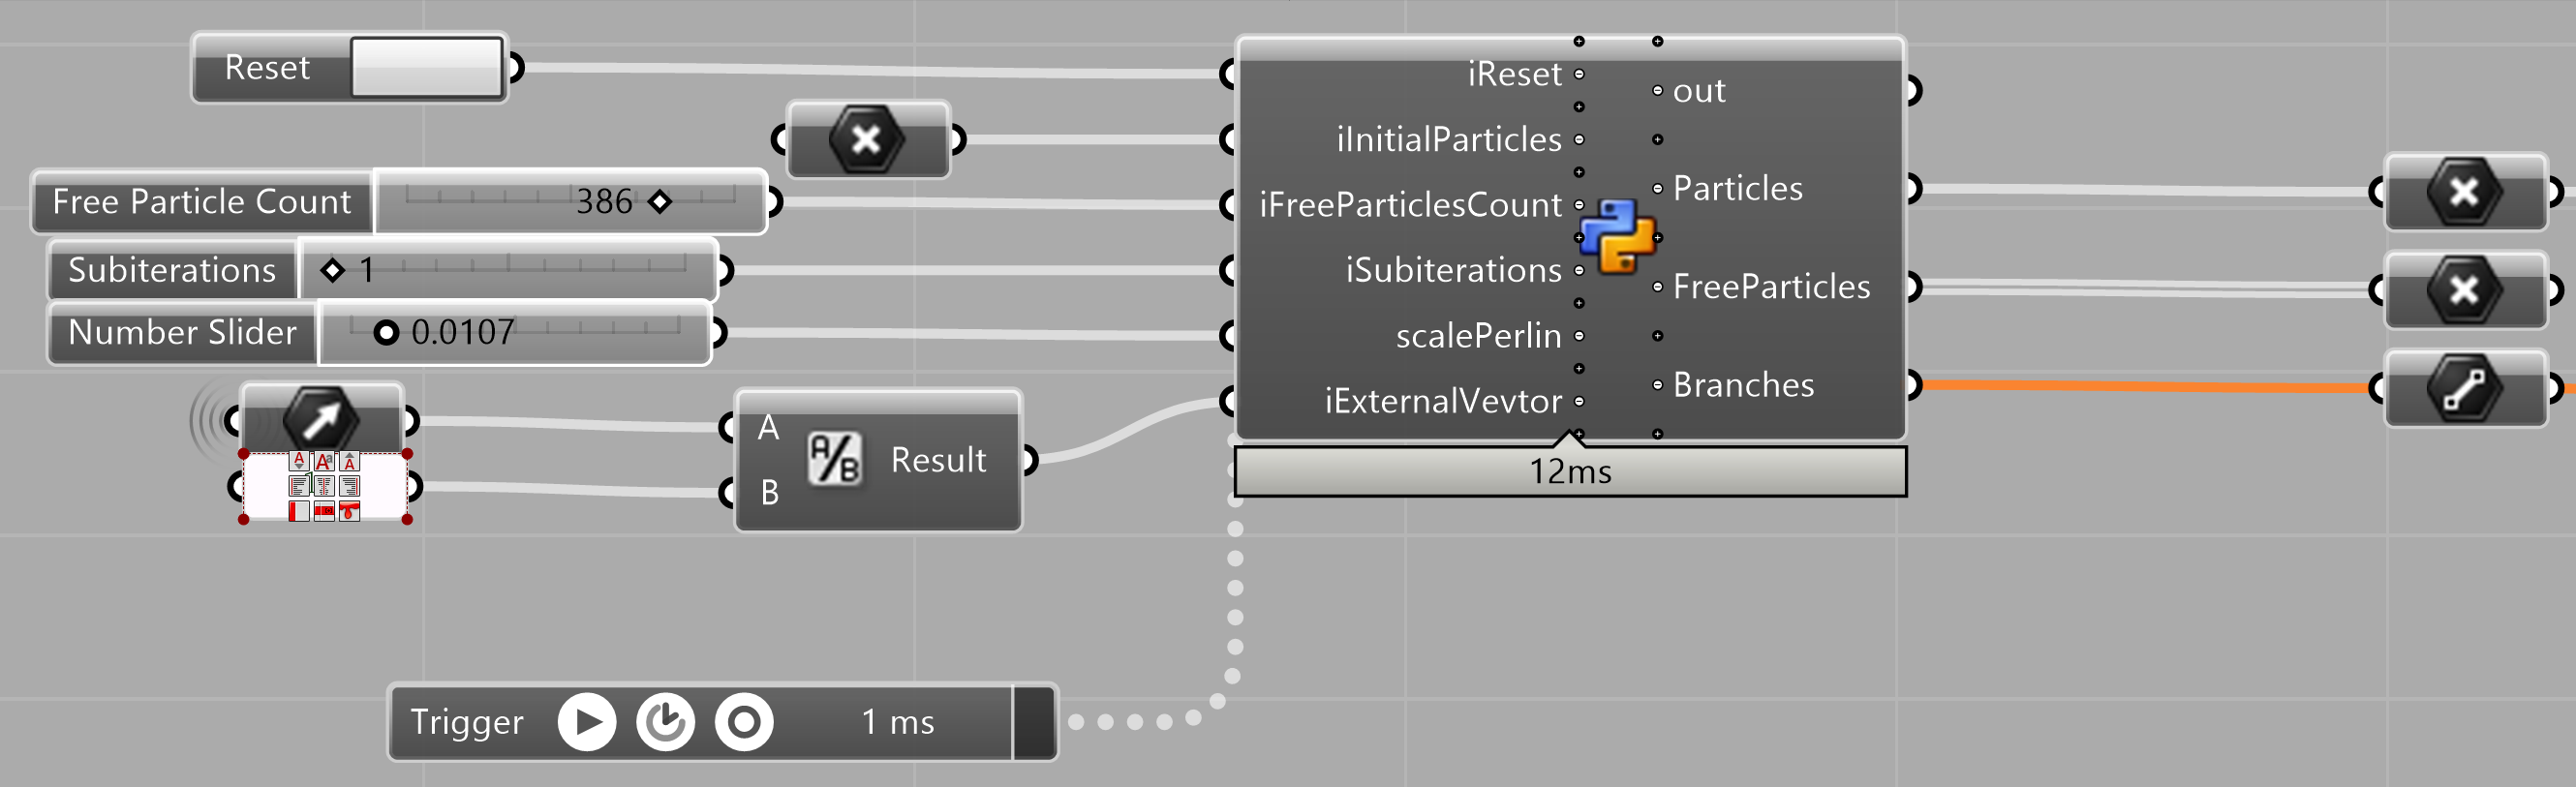 Reset
iReset
out
iInitialParticles
Free Particle Count 386
Particles
iFreeParticlesCount
Subiterations 1
iSubiterations
FreeParticles
Number Slider 0.0107
scalePerlin
iExternalVevtor
Branches
A
B
A/B
Result
12ms
Trigger 1 ms